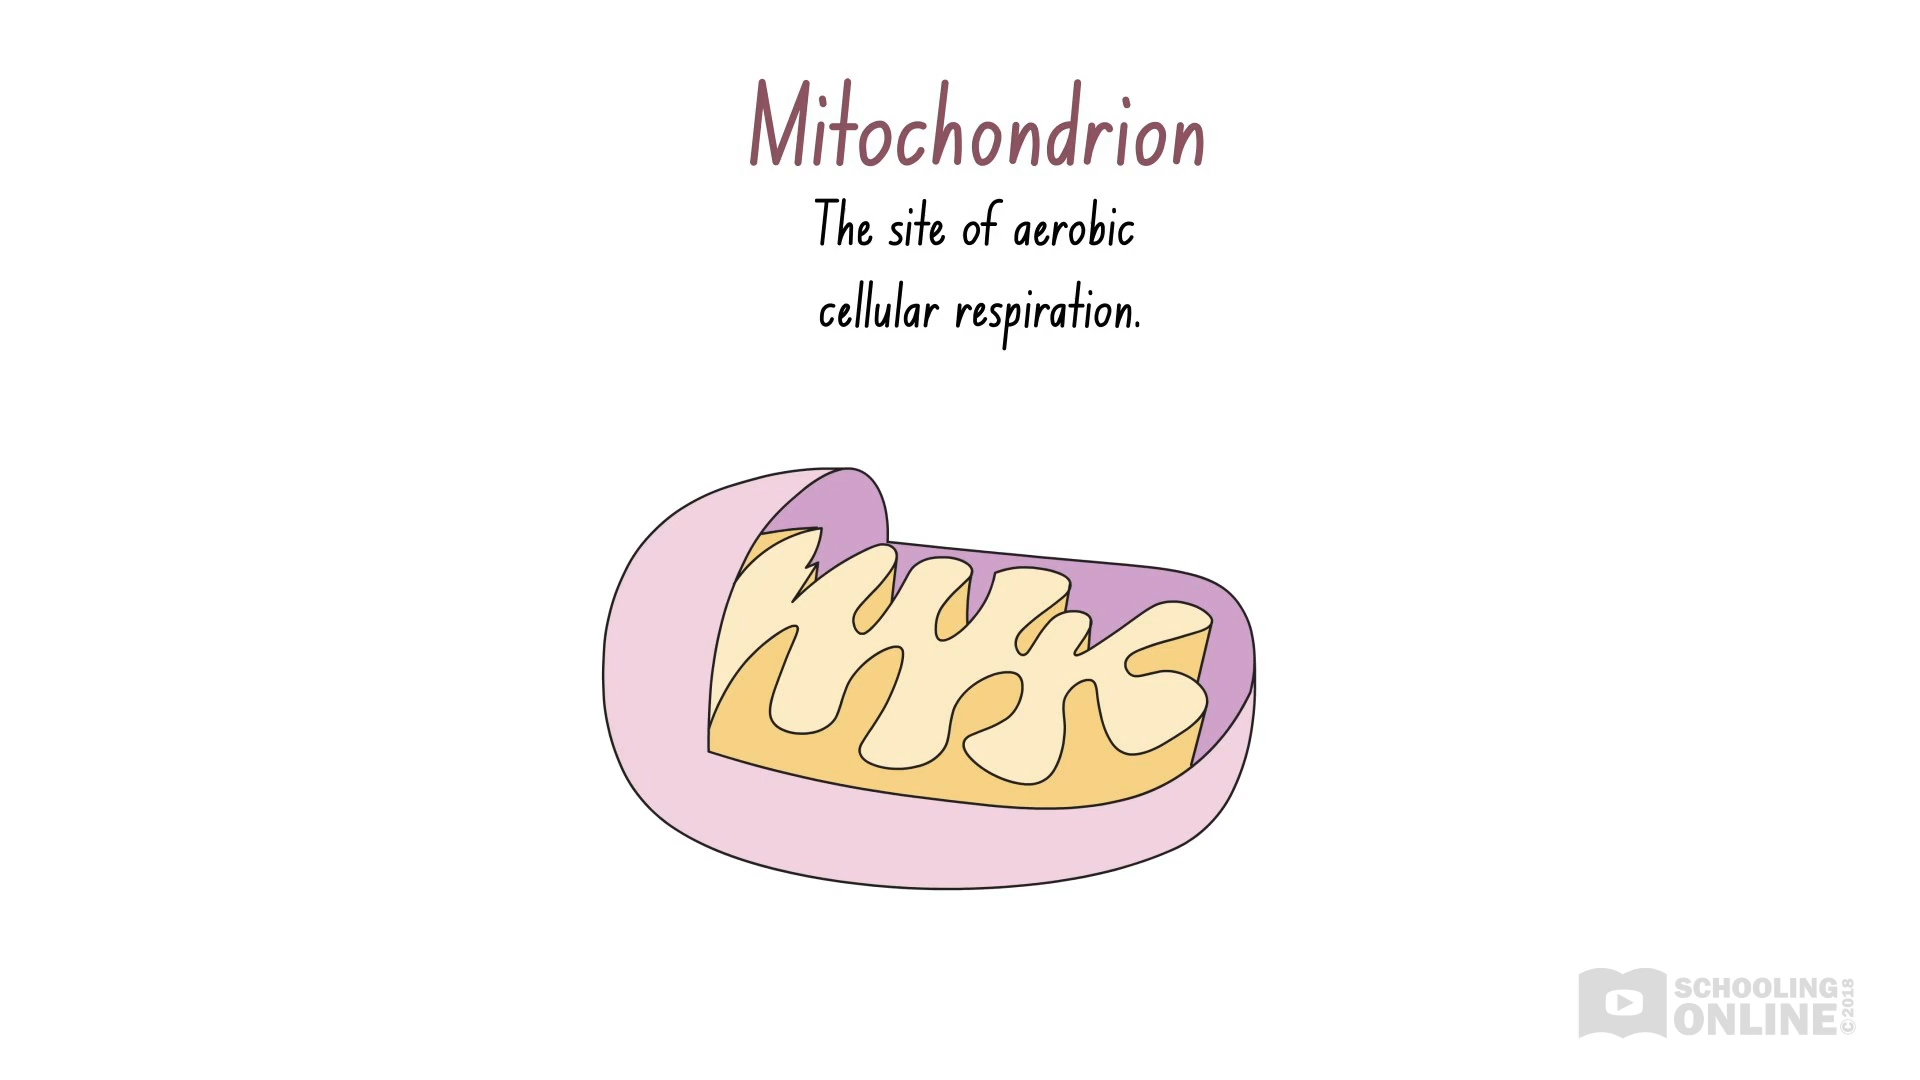 Mitochondrion
The site of aerobic
cellular respiration.
SCHOOLING
ONLINE
©2018